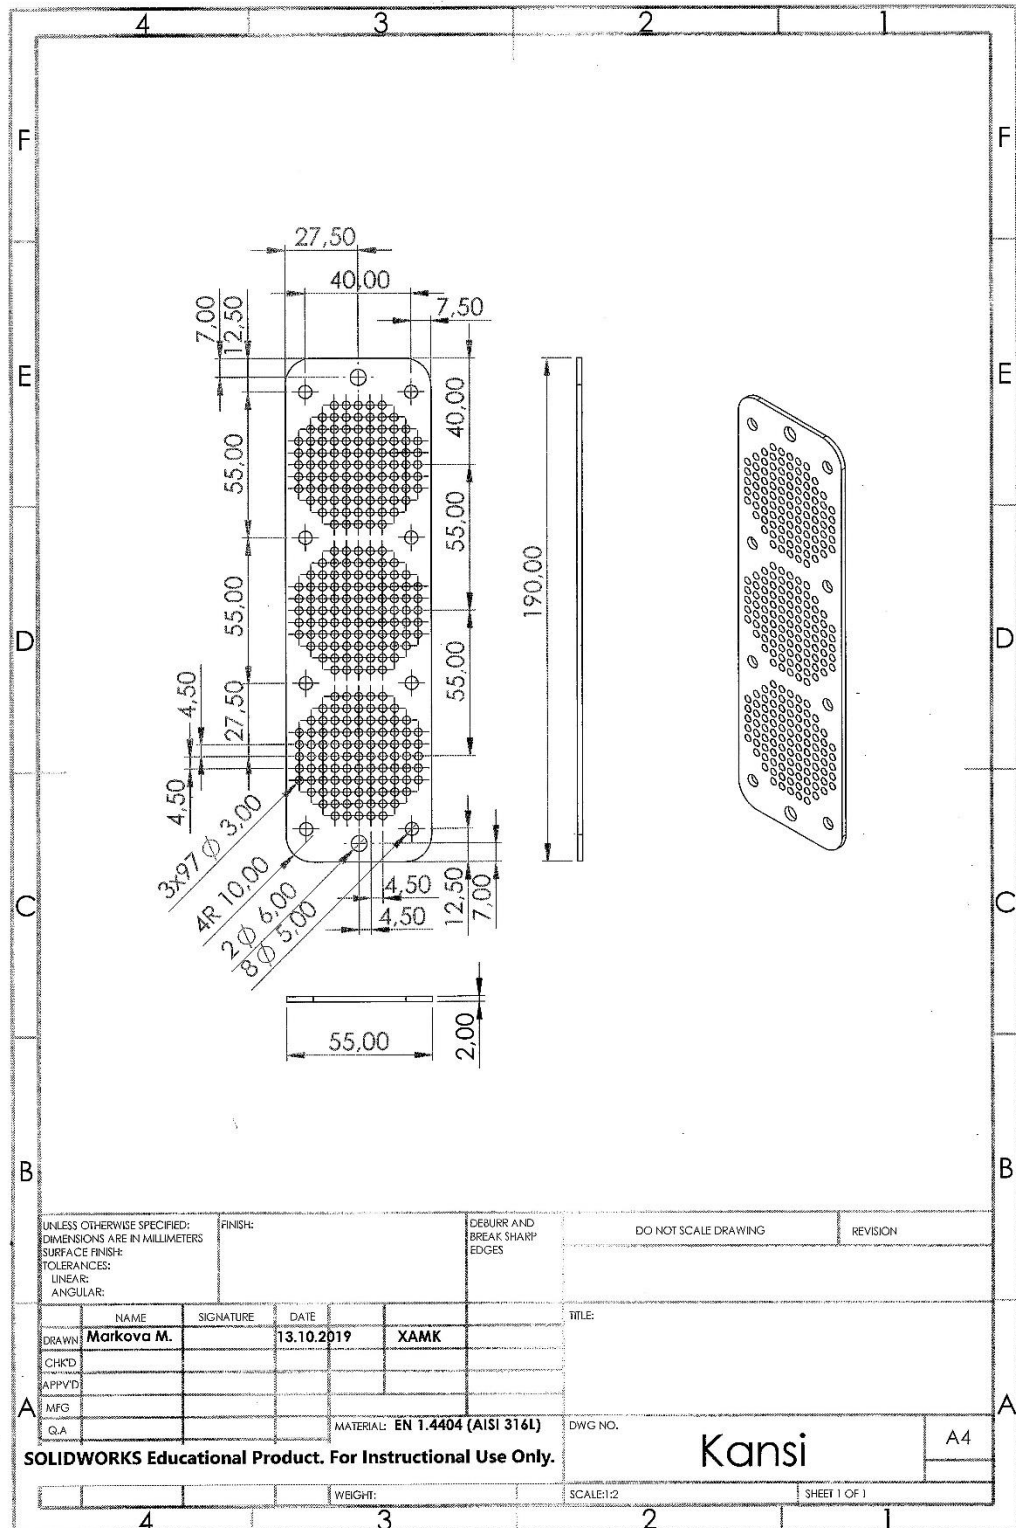 4 3 2 1
F F
27,50
40,00
7,50
7,00
12,50
E E
40,00
55,00
55,00
190,00
D D
55,00
55,00
4,50
27,50
4,50
3x97 ϕ 3,00
4R 10,00
2 ϕ 6,00
8 ϕ 5,00
4,50
4,50
12,50
7,00
C C
55,00
2,00
B B
UNLESS OTHERWISE SPECIFIED:
DIMENSIONS ARE IN MILLIMETERS
SURFACE FINISH:
TOLERANCES:
LINEAR:
ANGULAR:
FINISH:
DEBURR AND
BREAK SHARP
EDGES
DO NOT SCALE DRAWING
REVISION
NAME SIGNATURE DATE
TITLE:
DRAWN Markova M. 13.10.2019 XAMK
CHK'D
APPV'D
MFG
Q.A
A A
MATERIAL: EN 1.4404 (AISI 316L)
DWG NO.
Kansi
A4
SOLIDWORKS Educational Product. For Instructional Use Only.
WEIGHT:
SCALE:1:2
SHEET 1 OF 1
4 3 2 1